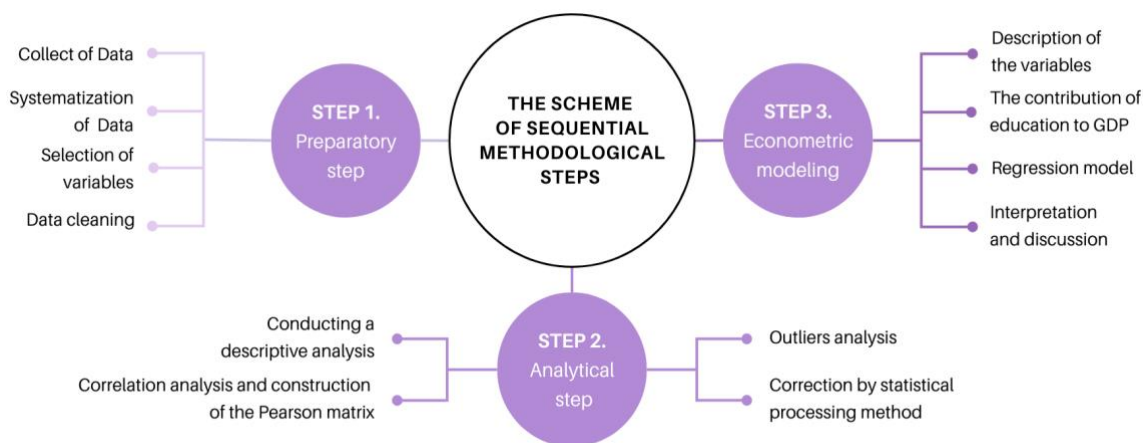 THE SCHEME
OF SEQUENTIAL
METHODOLOGICAL
STEPS
STEP 1.
Preparatory
step
Collect of Data
Systematization
of Data
Selection of
variables
Data cleaning
STEP 2.
Analytical
step
Conducting a
descriptive analysis
Correlation analysis and construction
of the Pearson matrix
Outliers analysis
Correction by statistical
processing method
STEP 3.
Econometric
modeling
Description of
the variables
The contribution of
education to GDP
Regression model
Interpretation
and discussion